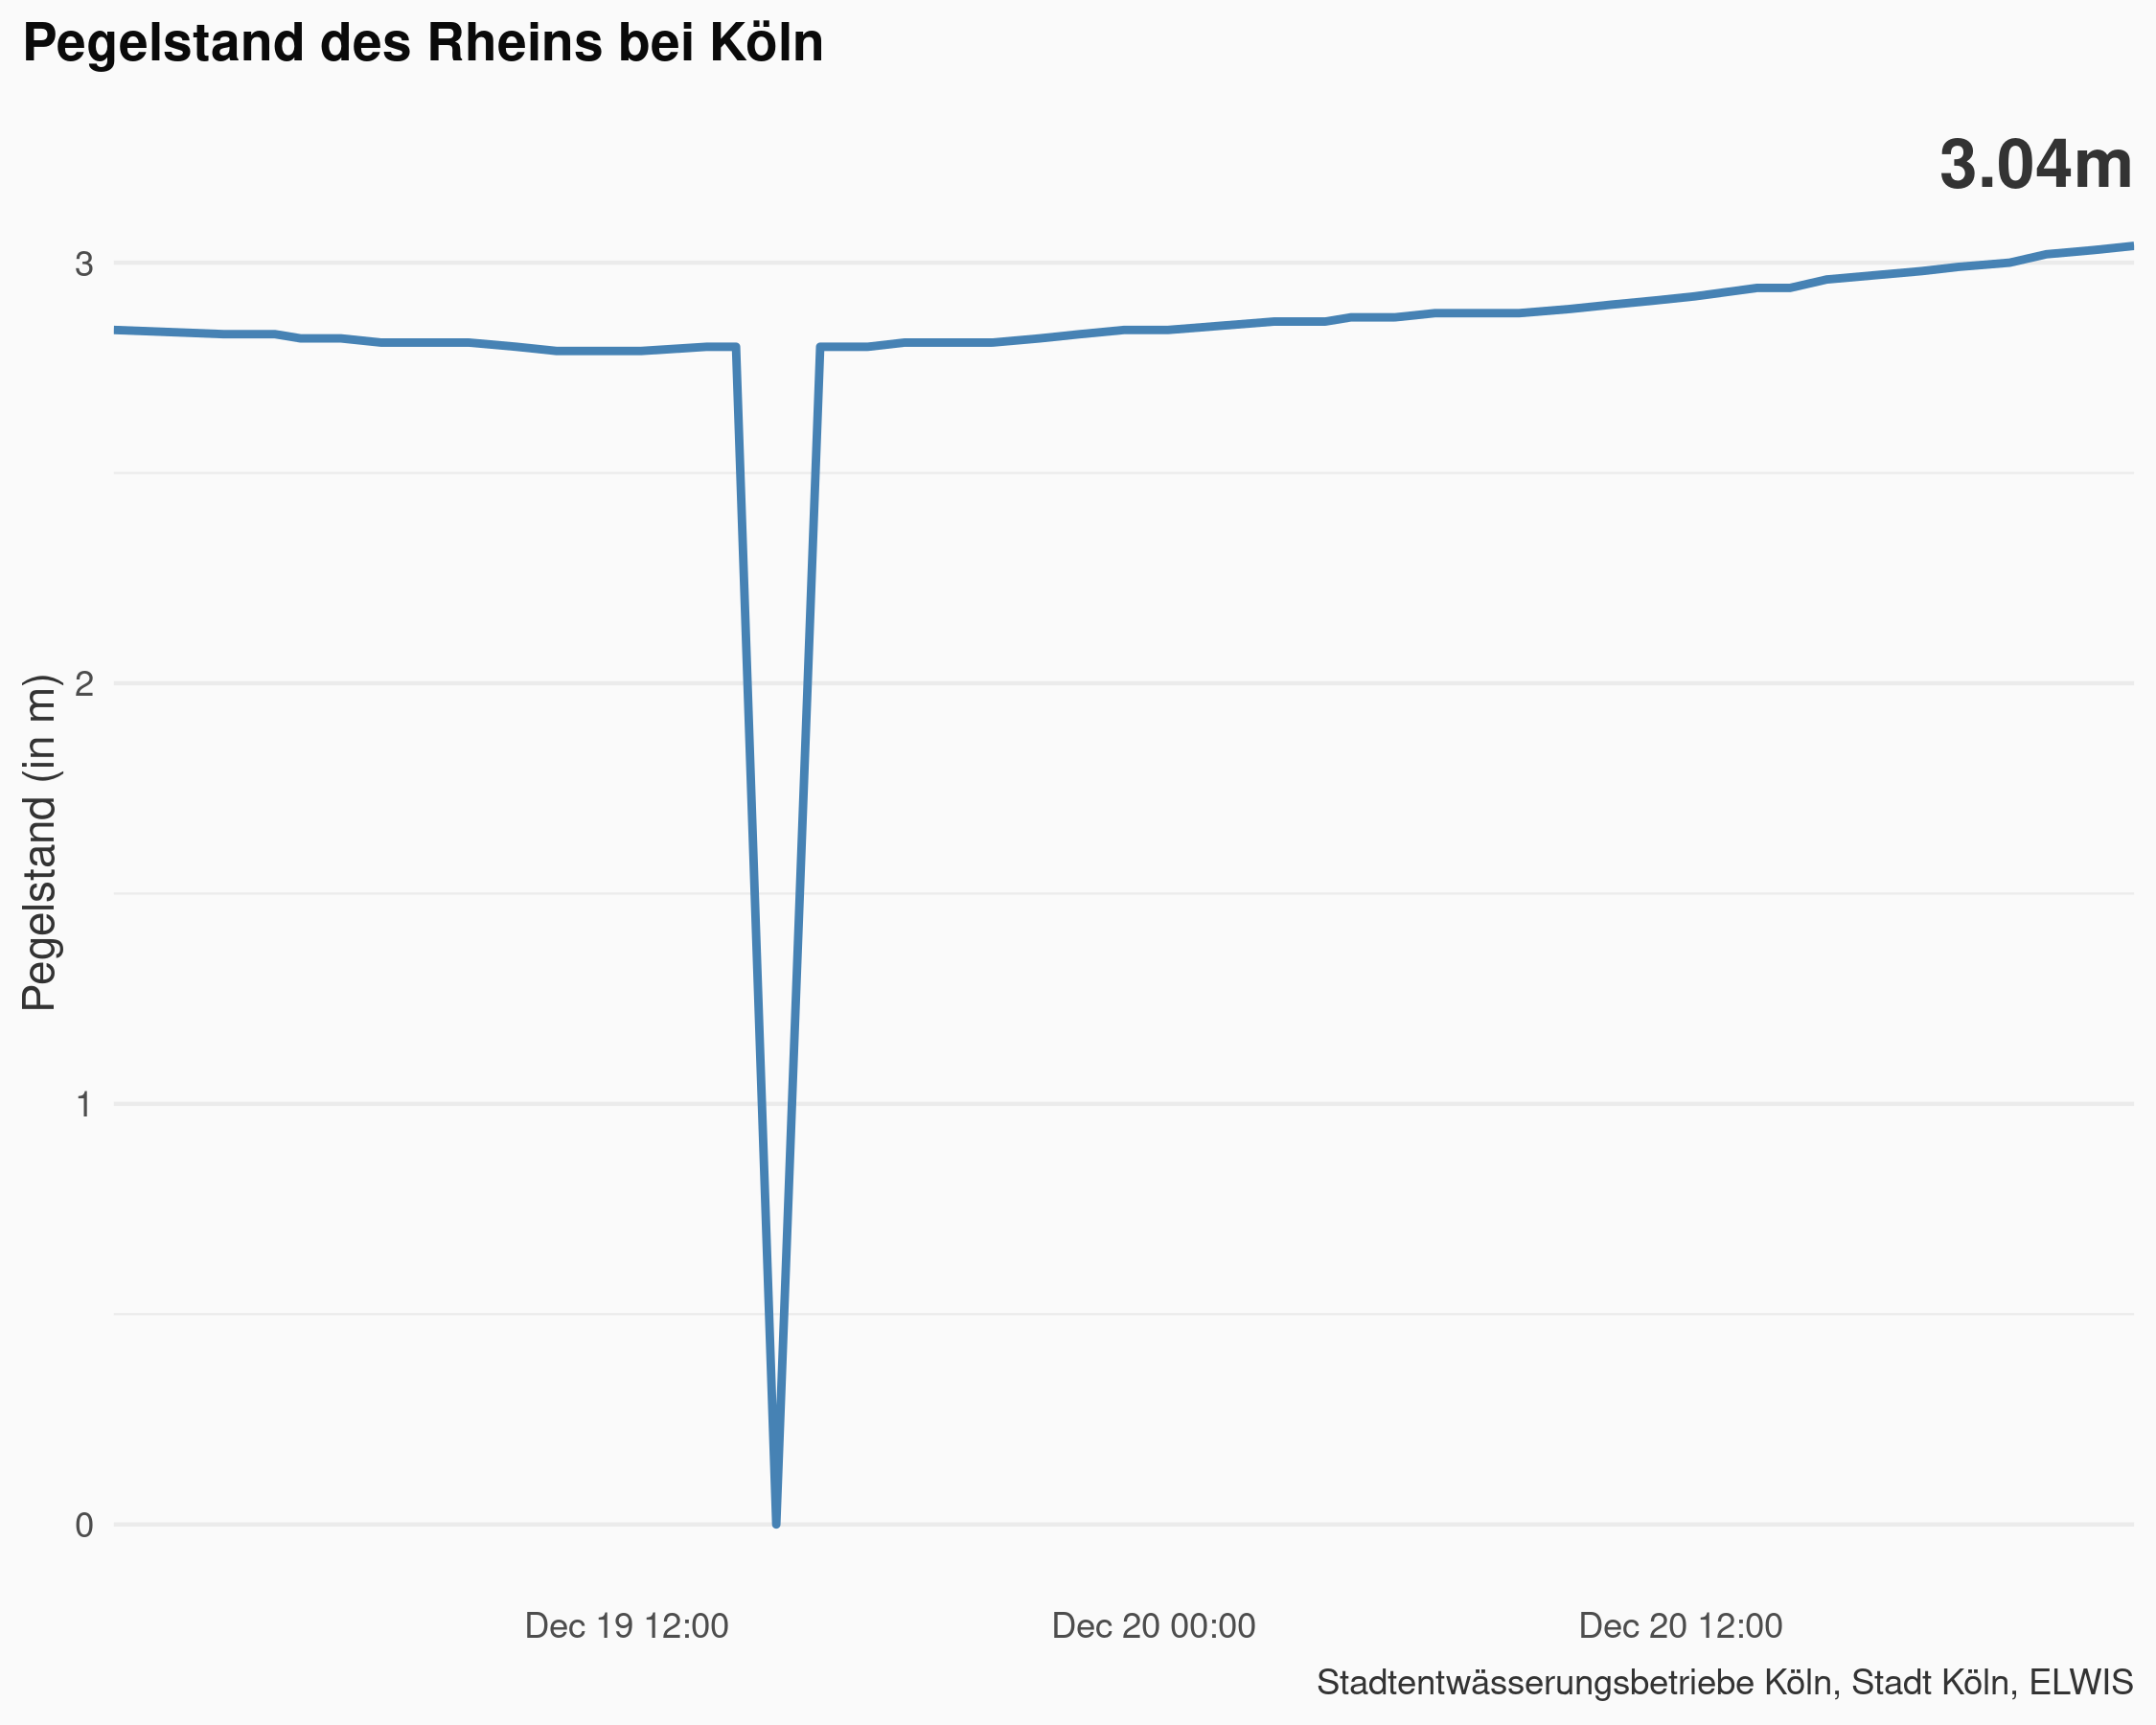 Pegelstand des Rheins bei Köln
3.04m
Pegelstand (in m)
3
2
1
0
Dec 19 12:00
Dec 20 00:00
Dec 20 12:00
Stadtentwässerungsbetriebe Köln, Stadt Köln, ELWIS